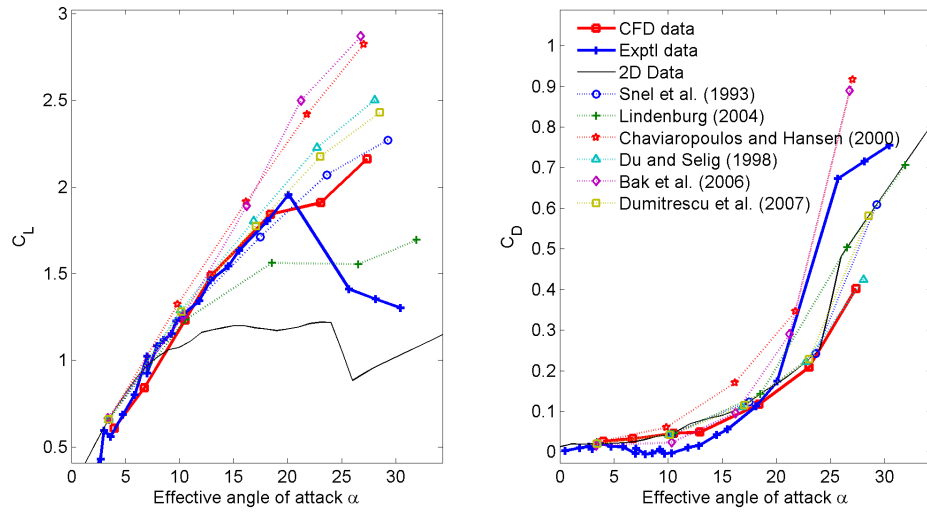 3
2.5
2
1.5
1
0.5
0
5
10
15
20
25
30
C_L
Effective angle of attack α
1
0.9
0.8
0.7
0.6
0.5
0.4
0.3
0.2
0.1
0
0
5
10
15
20
25
30
C_D
Effective angle of attack α
CFD data
Exptl data
2D Data
Snel et al. (1993)
Lindenburg (2004)
Chaviaropoulos and Hansen (2000)
Du and Selig (1998)
Bak et al. (2006)
Dumitrescu et al. (2007)